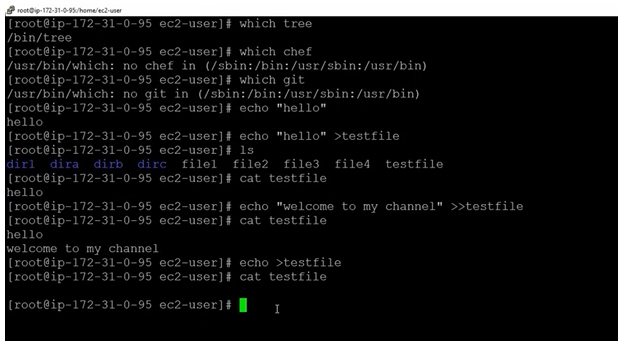 root@ip-172-31-0-95:/home/ec2-user
[root@ip-172-31-0-95 ec2-user]# which tree
/bin/tree
[root@ip-172-31-0-95 ec2-user]# which chef
/usr/bin/which: no chef in (/sbin:/bin:/usr/sbin:/usr/bin)
[root@ip-172-31-0-95 ec2-user]# which git
/usr/bin/which: no git in (/sbin:/bin:/usr/sbin:/usr/bin)
[root@ip-172-31-0-95 ec2-user]# echo "hello"
hello
[root@ip-172-31-0-95 ec2-user]# echo "hello" >testfile
[root@ip-172-31-0-95 ec2-user]# ls
dir1 dira dirb dirc file1 file2 file3 file4 testfile
[root@ip-172-31-0-95 ec2-user]# cat testfile
hello
[root@ip-172-31-0-95 ec2-user]# echo "welcome to my channel" >>testfile
[root@ip-172-31-0-95 ec2-user]# cat testfile
hello
welcome to my channel
[root@ip-172-31-0-95 ec2-user]# echo >testfile
[root@ip-172-31-0-95 ec2-user]# cat testfile
[root@ip-172-31-0-95 ec2-user]#